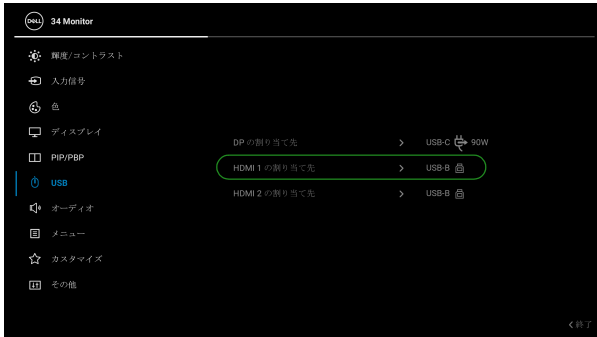 DELL
34 Monitor
輝度/コントラスト
入力信号
色
ディスプレイ
PIP/PBP
USB
オーディオ
メニュー
カスタマイズ
その他
DP の割り当て先 > USB-C 90W
HDMI 1 の割り当て先 > USB-B
HDMI 2 の割り当て先 > USB-B
< 終了